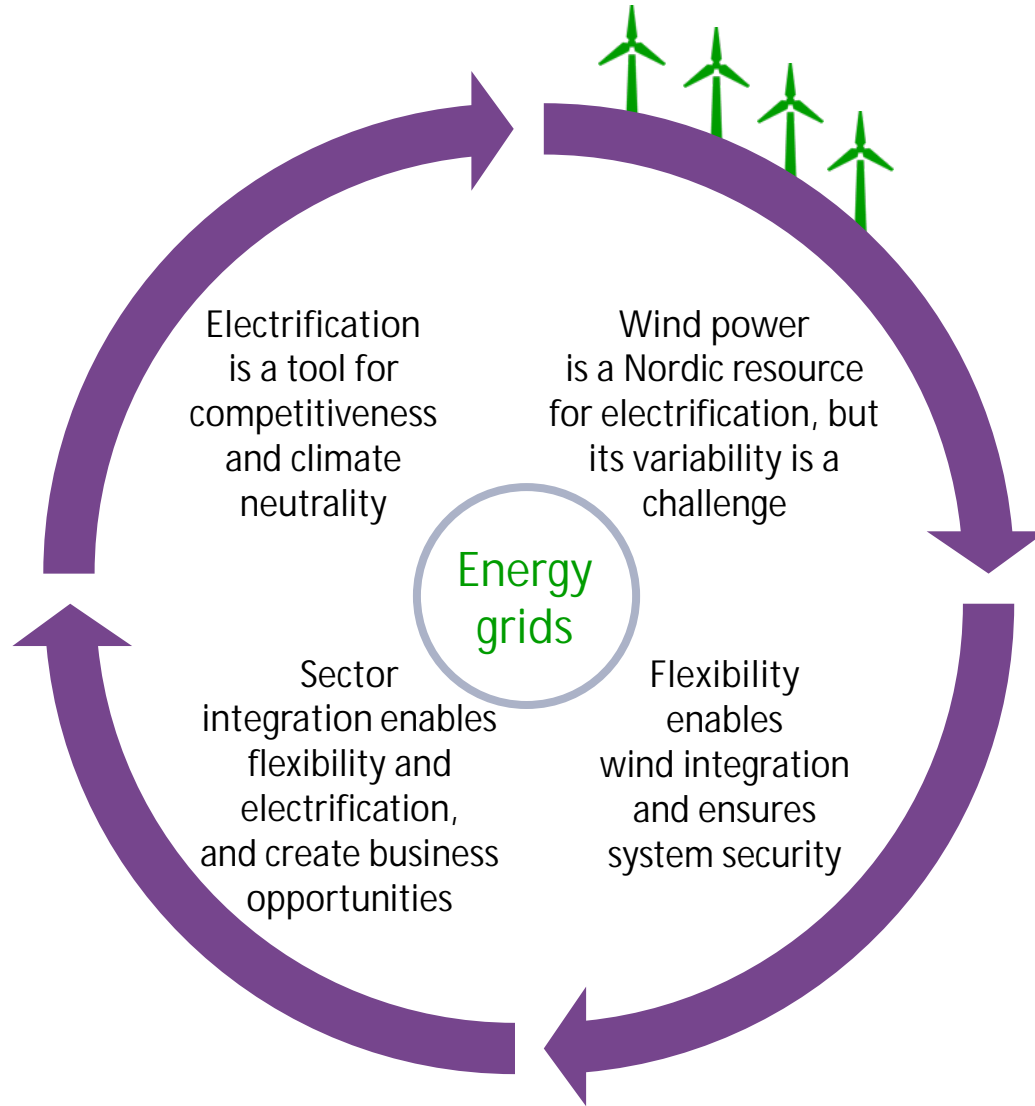 Electrification
is a tool for
competitiveness
and climate
neutrality
Wind power
is a Nordic resource
for electrification, but
its variability is a
challenge
Energy
grids
Sector
integration enables
flexibility and
electrification,
and create business
opportunities
Flexibility
enables
wind integration
and ensures
system security